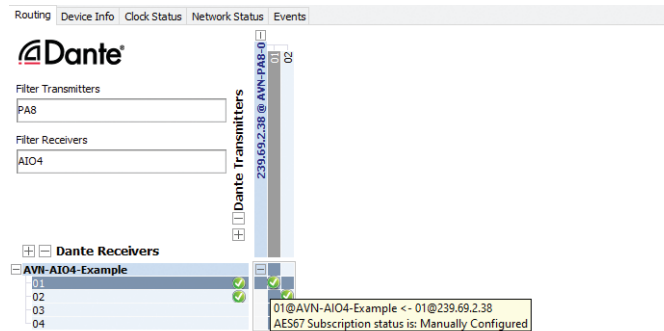 Routing Device Info Clock Status Network Status Events
Dante®
Filter Transmitters
PA8
Filter Receivers
AIO4
Dante Transmitters
239.69.2.38 @ AVN-PA8-0
01
02
Dante Receivers
AVN-AIO4-Example
01
02
03
04
01@AVN-AIO4-Example <- 01@239.69.2.38
AES67 Subscription status is: Manually Configured